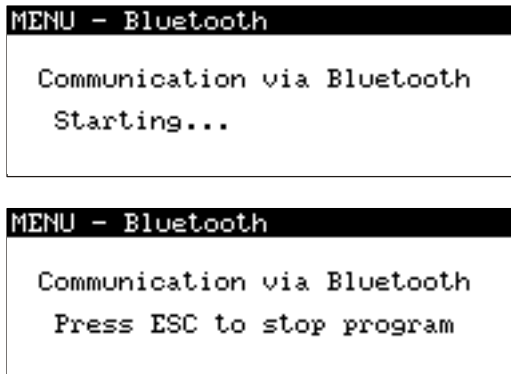 MENU - Bluetooth
Communication via Bluetooth
Starting...
MENU - Bluetooth
Communication via Bluetooth
Press ESC to stop program